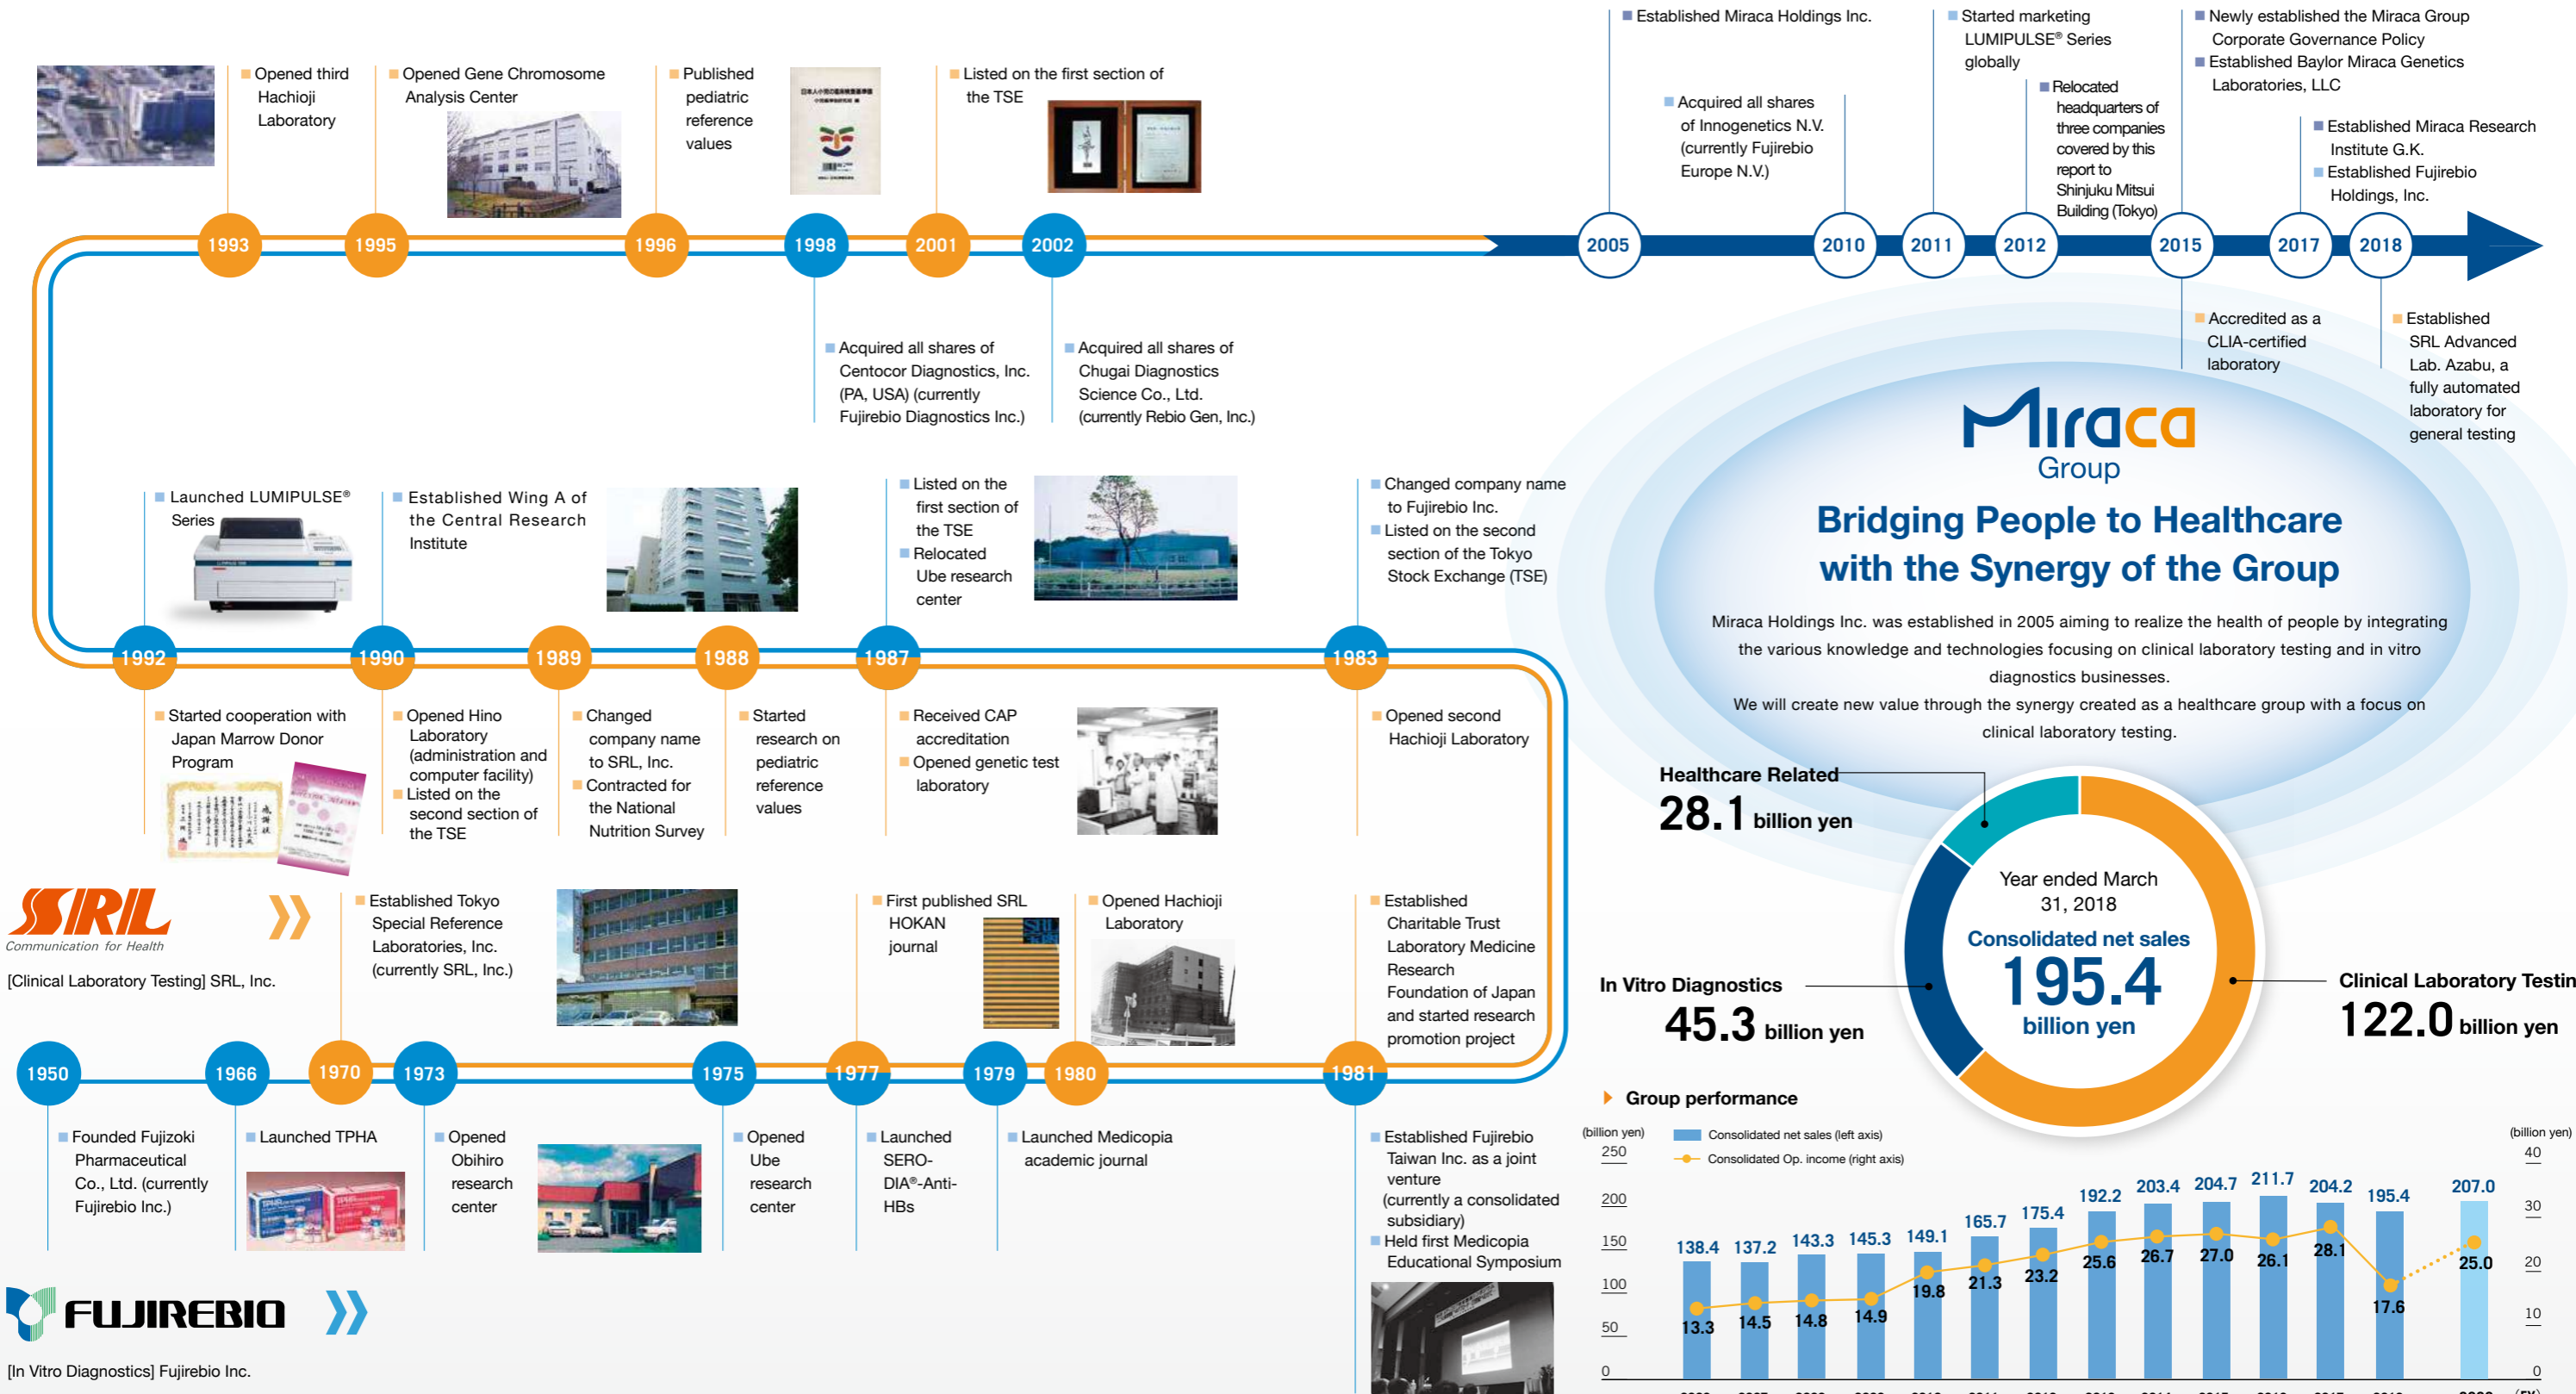 Opened third
Hachioji
Laboratory
Opened Gene Chromosome
Analysis Center
Published
pediatric
reference
values
Listed on the first section of
the TSE
1993
1995
1996
1998
2001
2002
Acquired all shares of
Centocor Diagnostics, Inc.
(PA, USA) (currently
Fujirebio Diagnostics Inc.)
Acquired all shares of
Chugai Diagnostics
Science Co., Ltd.
(currently Rebio Gen, Inc.)
Established Miraca Holdings Inc.
Acquired all shares
of Innogenetics N.V.
(currently Fujirebio
Europe N.V.)
Started marketing
LUMIPULSE® Series
globally
Relocated
headquarters of
three companies
covered by this
report to
Shinjuku Mitsui
Building (Tokyo)
Newly established the Miraca Group
Corporate Governance Policy
Established Baylor Miraca Genetics
Laboratories, LLC
Established Miraca Research
Institute G.K.
Established Fujirebio
Holdings, Inc.
2005
2010
2011
2012
2015
2017
2018
Accredited as a
CLIA-certified
laboratory
Established
SRL Advanced
Lab. Azabu, a
fully automated
laboratory for
general testing
Launched LUMIPULSE®
Series
Established Wing A of
the Central Research
Institute
Listed on the
first section of
the TSE
Relocated
Ube research
center
Changed company name
to Fujirebio Inc.
Listed on the second
section of the Tokyo
Stock Exchange (TSE)
1992
1990
1989
1988
1987
1983
Started cooperation with
Japan Marrow Donor
Program
Opened Hino
Laboratory
(administration and
computer facility)
Listed on the
second section of
the TSE
Changed
company name
to SRL, Inc.
Contracted for
the National
Nutrition Survey
Started
research on
pediatric
reference
values
Received CAP
accreditation
Opened genetic test
laboratory
Opened second
Hachioji Laboratory
SRL
Communication for Health
[Clinical Laboratory Testing] SRL, Inc.
Established Tokyo
Special Reference
Laboratories, Inc.
(currently SRL, Inc.)
First published SRL
HOKAN
journal
Opened Hachioji
Laboratory
Established
Charitable Trust
Laboratory Medicine
Research
Foundation of Japan
and started research
promotion project
1950
1966
1970
1973
1975
1977
1979
1980
1981
Founded Fujizoki
Pharmaceutical
Co., Ltd. (currently
Fujirebio Inc.)
Launched TPHA
Opened
Obihiro
research
center
Opened
Ube
research
center
Launched
SERO-
DIA®-Anti-
HBs
Launched Medicopia
academic journal
Established Fujirebio
Taiwan Inc. as a joint
venture
(currently a consolidated
subsidiary)
Held first Medicopia
Educational Symposium
FUJIREBIO
[In Vitro Diagnostics] Fujirebio Inc.
Miraca
Group
Bridging People to Healthcare
with the Synergy of the Group
Miraca Holdings Inc. was established in 2005 aiming to realize the health of people by integrating
the various knowledge and technologies focusing on clinical laboratory testing and in vitro
diagnostics businesses.
We will create new value through the synergy created as a healthcare group with a focus on
clinical laboratory testing.
Healthcare Related
28.1 billion yen
In Vitro Diagnostics
45.3 billion yen
Year ended March
31, 2018
Consolidated net sales
195.4
billion yen
Clinical Laboratory Testin
122.0 billion yen
Group performance
(billion yen)
Consolidated net sales (left axis)
Consolidated Op. income (right axis)
(billion yen)
250
200
150
100
50
0
40
30
20
10
0
138.4 137.2 143.3 145.3 149.1 165.7 175.4 192.2 203.4 204.7 211.7 204.2 195.4 207.0
13.3 14.5 14.8 14.9 19.8 21.3 23.2 25.6 26.7 27.0 26.1 28.1 17.6 25.0